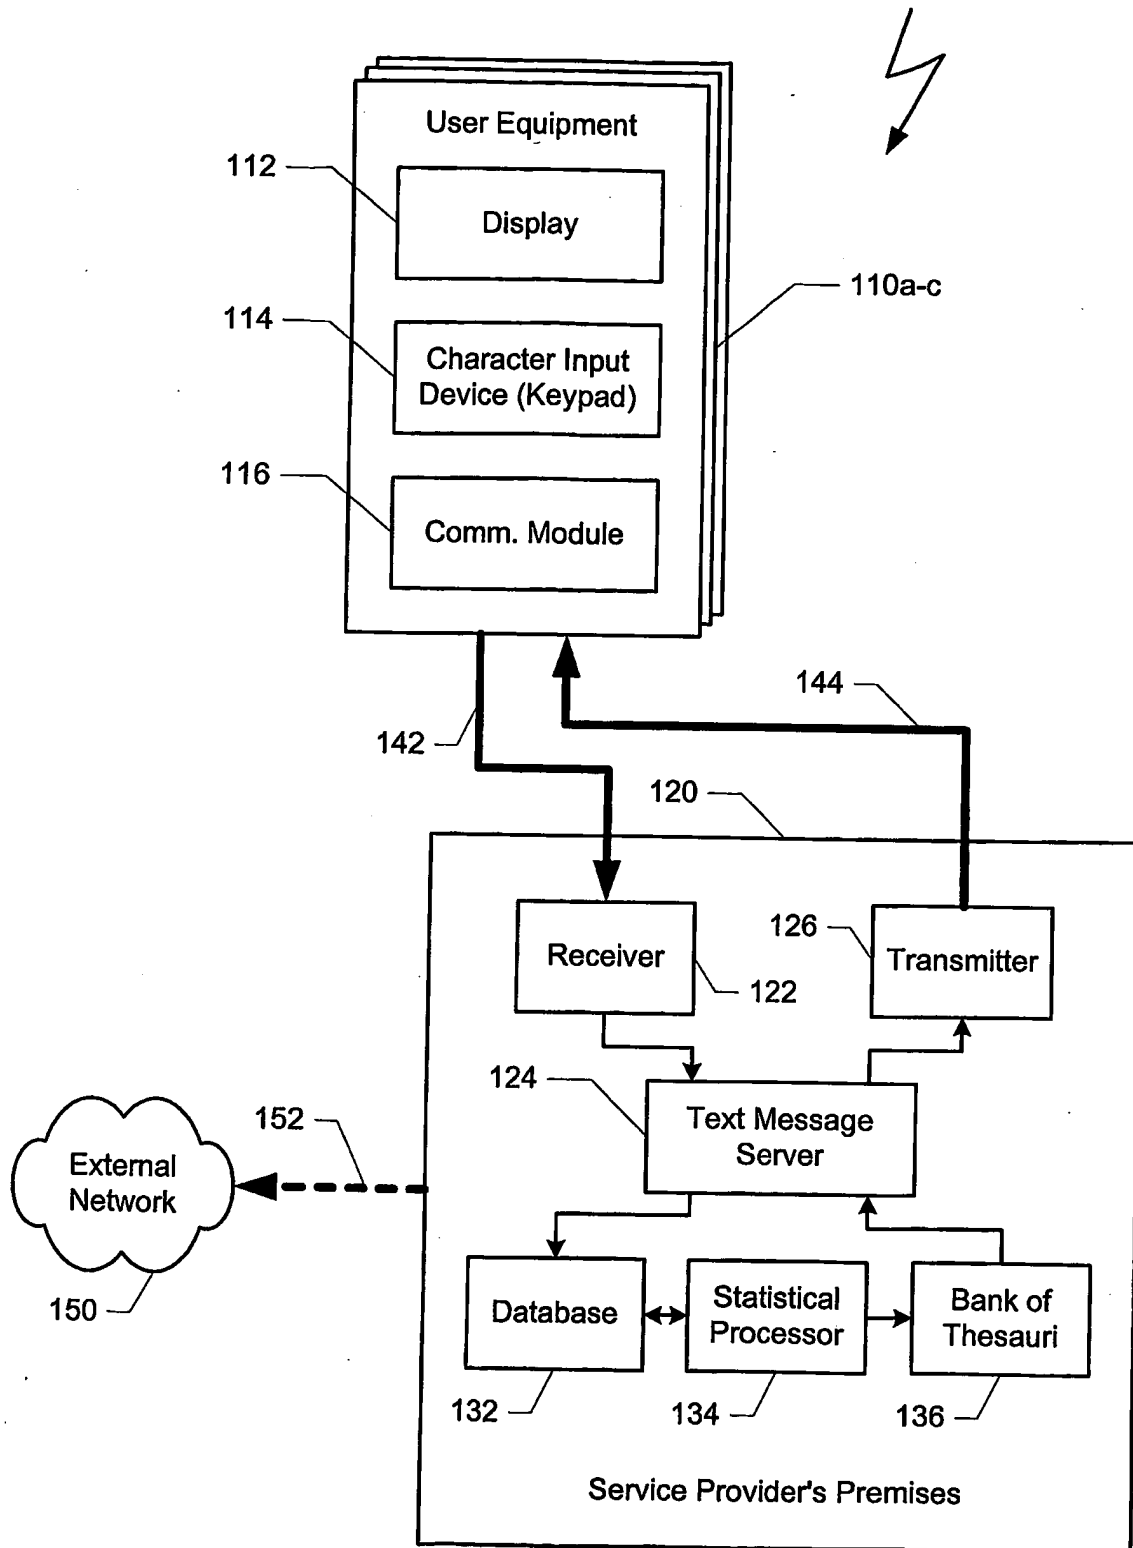 User Equipment
112
Display
110a-c
114
Character Input
Device (Keypad)
116
Comm. Module
142
144
120
Receiver
122
126
Transmitter
124
Text Message
Server
152
External
Network
150
Database
Statistical
Processor
Bank of
Thesauri
132
134
136
Service Provider's Premises